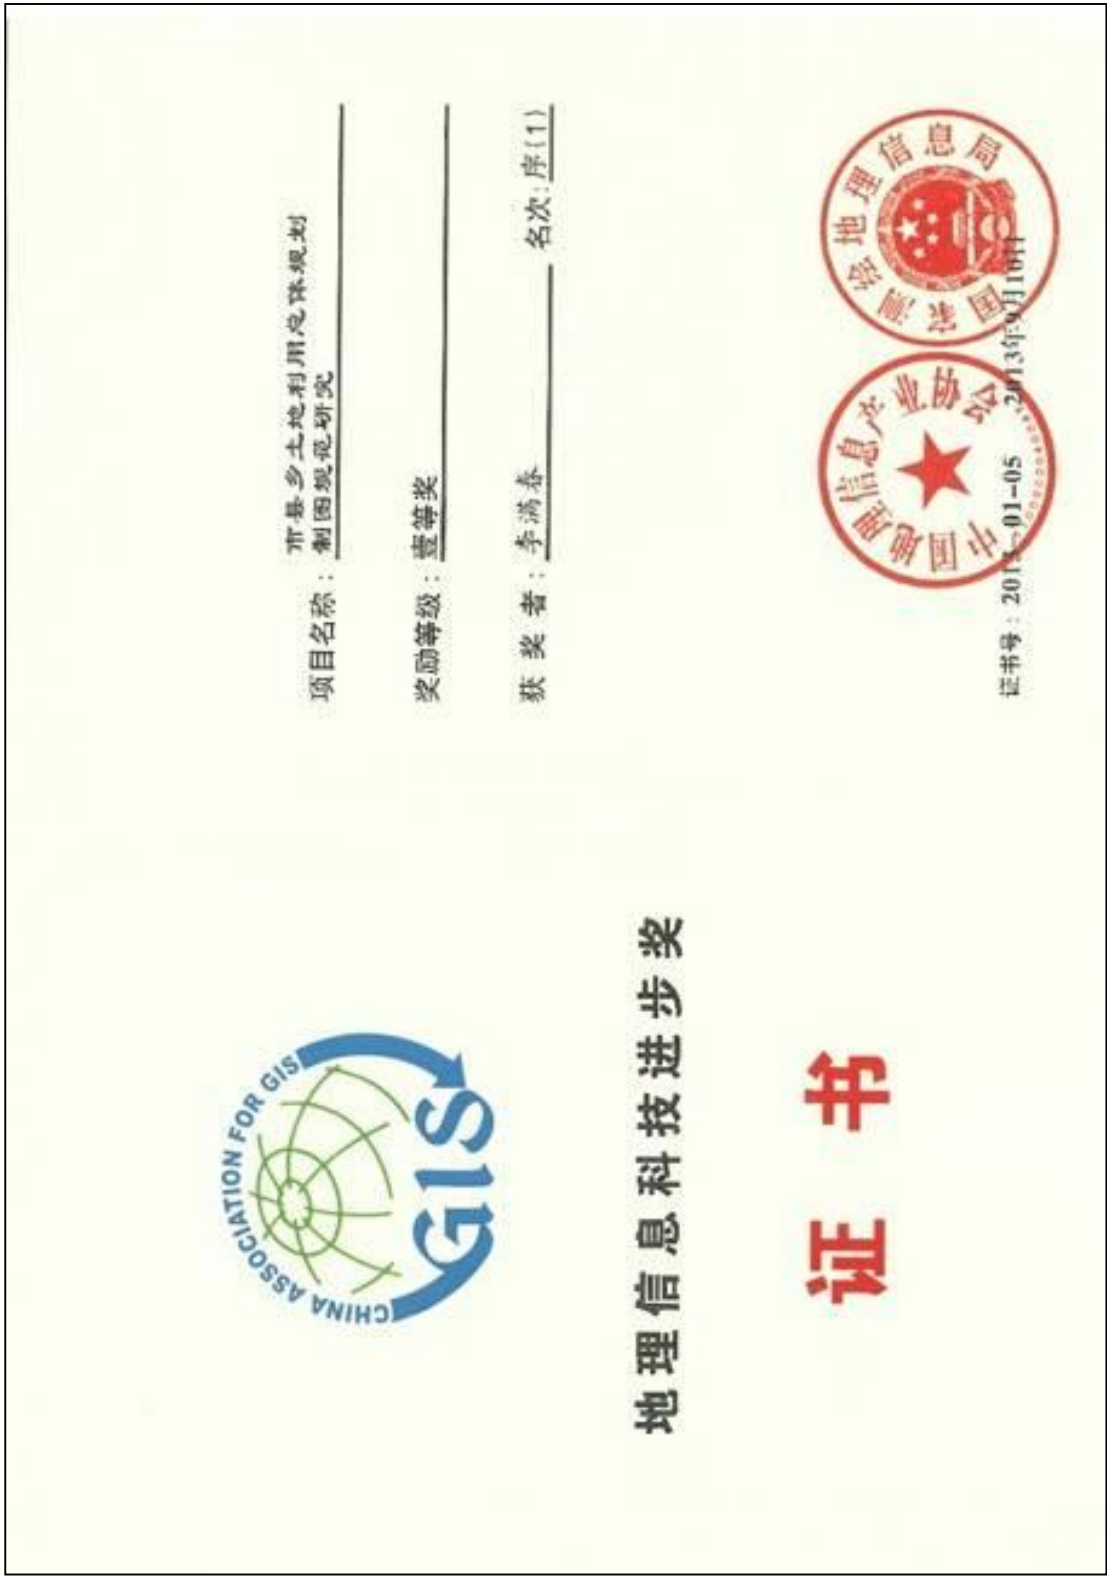 CHINA ASSOCIATION FOR GIS
GIS
地理信息科技进步奖
证书
项目名称：市县乡土地利用总体规划
制图规范研究
奖励等级：壹等奖
获奖者：李满春 名次：序(1)
中国地理信息产业协会
国家测绘地理信息局
证书号：2013-01-05 2013年9月10日